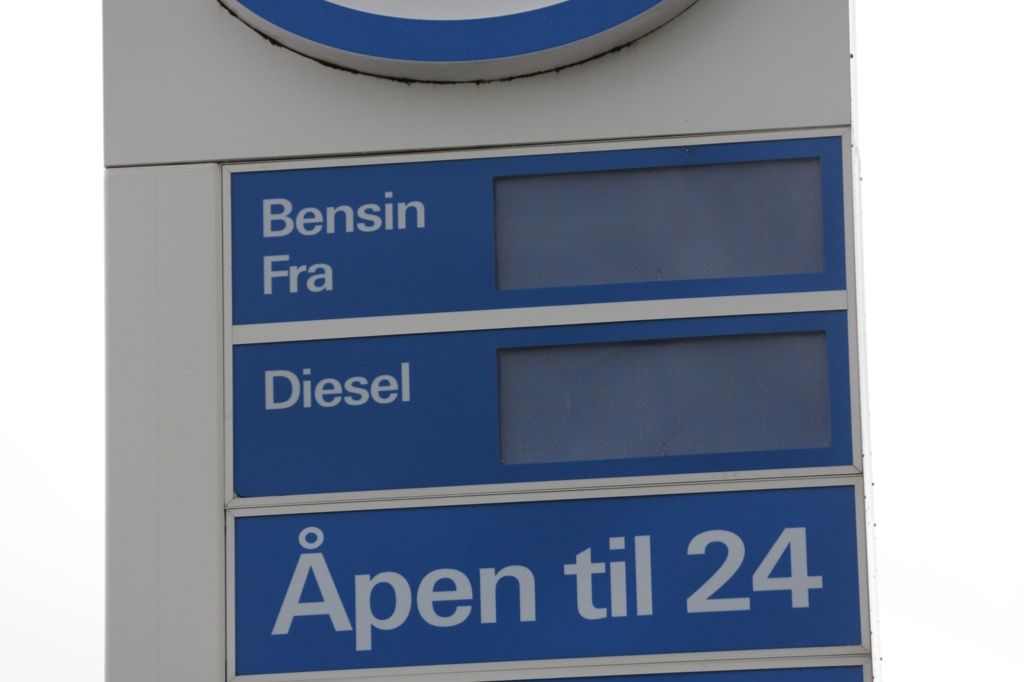 Bensin
Fra
Diesel
Åpen til 24